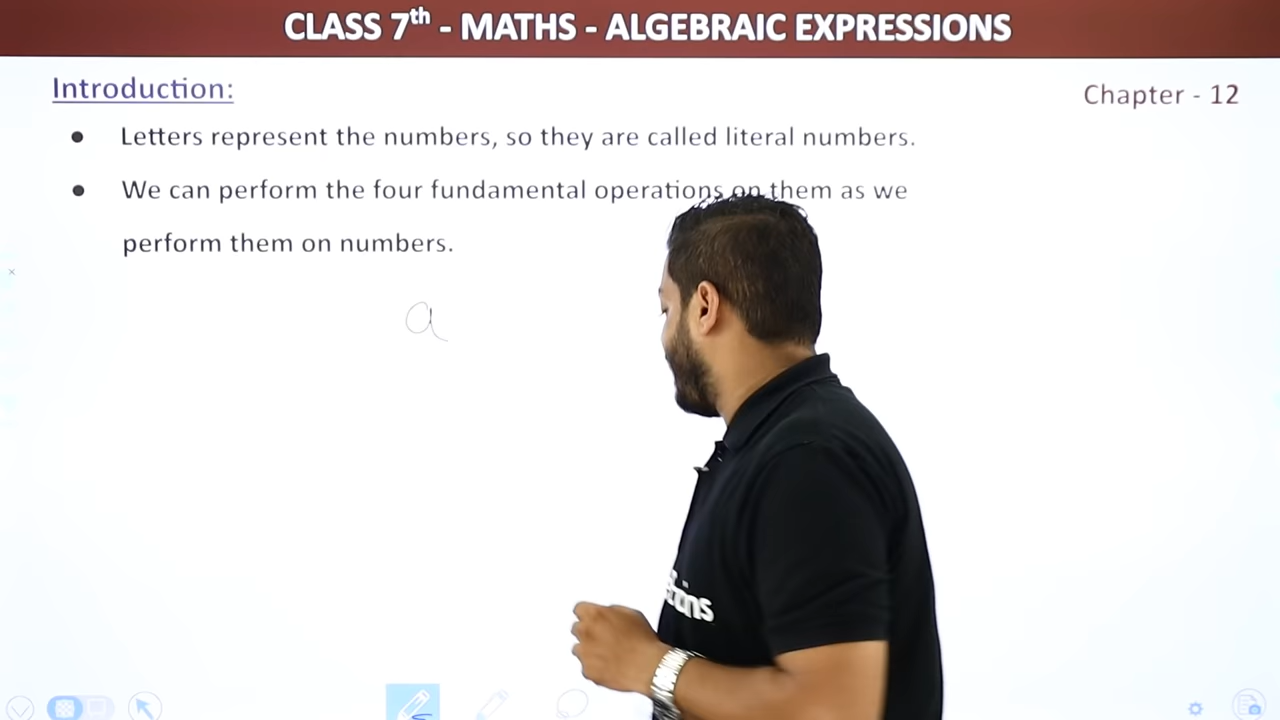 CLASS 7th - MATHS - ALGEBRAIC EXPRESSIONS
Introduction:
Chapter - 12
● Letters represent the numbers, so they are called literal numbers.
● We can perform the four fundamental operations on them as we
perform them on numbers.
a